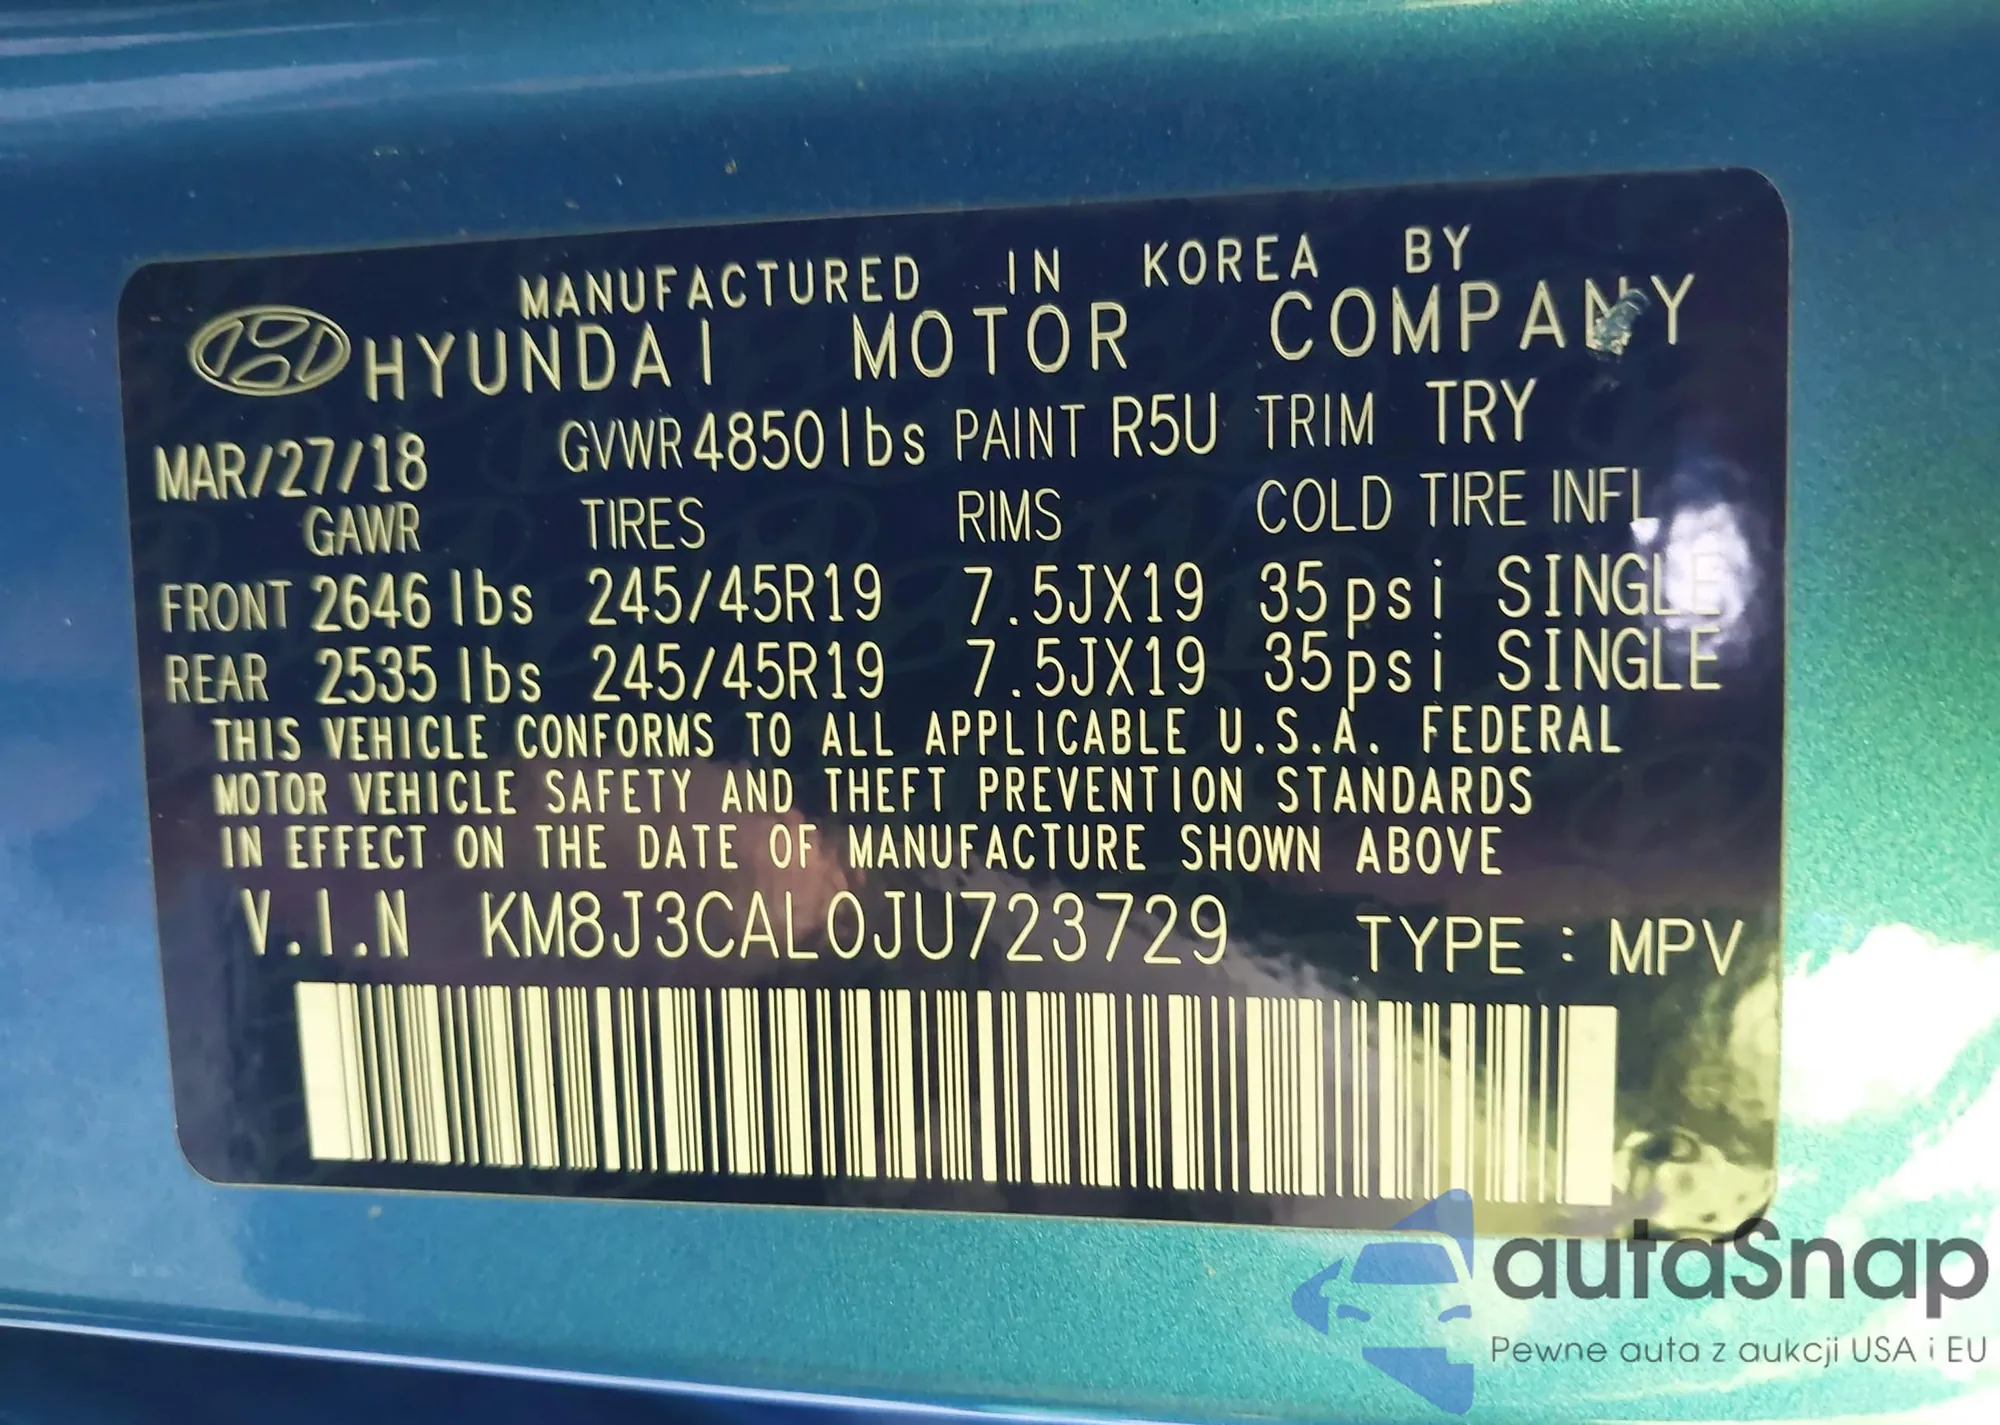 MANUFACTURED IN KOREA BY
HYUNDAI MOTOR COMPANY
MAR/27/18 GVWR 4850lbs PAINT R5U TRIM TRY
GAWR TIRES RIMS COLD TIRE INFL
FRONT 2646 lbs 245/45R19 7.5JX19 35psi SINGLE
REAR 2535 lbs 245/45R19 7.5JX19 35psi SINGLE
THIS VEHICLE CONFORMS TO ALL APPLICABLE U.S.A. FEDERAL
MOTOR VEHICLE SAFETY AND THEFT PREVENTION STANDARDS
IN EFFECT ON THE DATE OF MANUFACTURE SHOWN ABOVE
V.I.N KM8J3CAL0JU723729 TYPE : MPV
autaSnap
Pewne auta z aukcji USA i EU